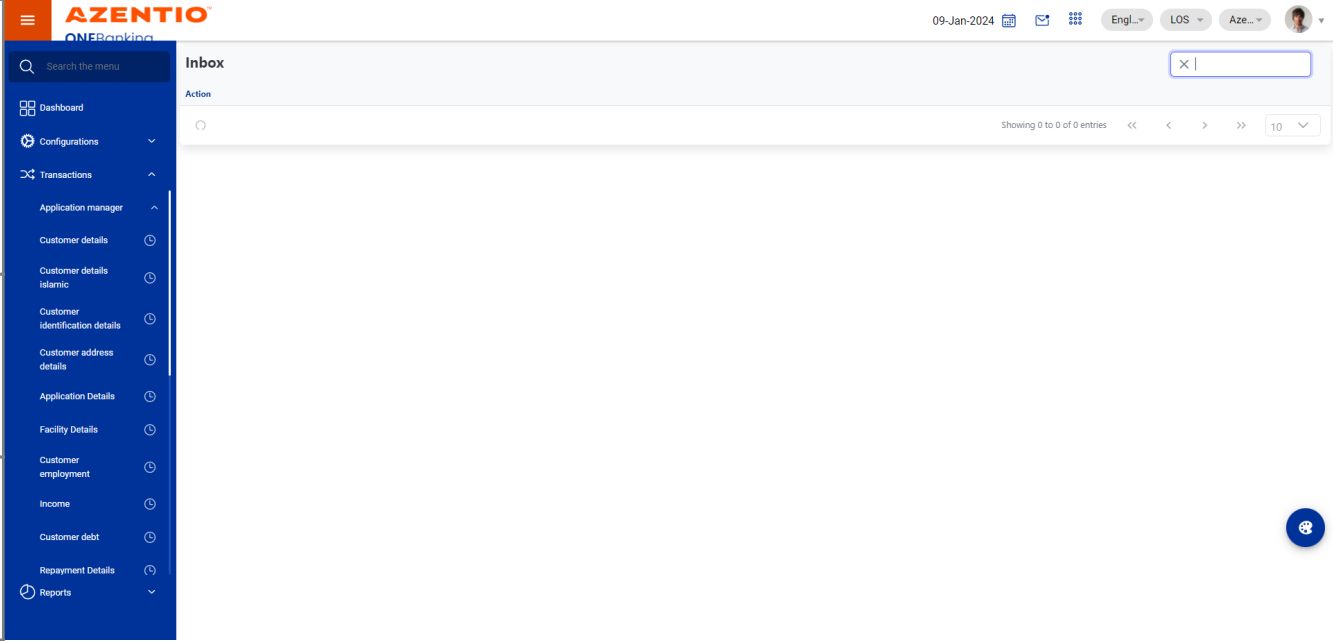 AZENTIO™
ONEBanking
09-Jan-2024
Engl...
LOS
Aze...
Search the menu
Dashboard
Configurations
Transactions
Application manager
Customer details
Customer details
islamic
Customer
identification details
Customer address
details
Application Details
Facility Details
Customer
employment
Income
Customer debt
Repayment Details
Reports
Inbox
Action
Showing 0 to 0 of 0 entries
10